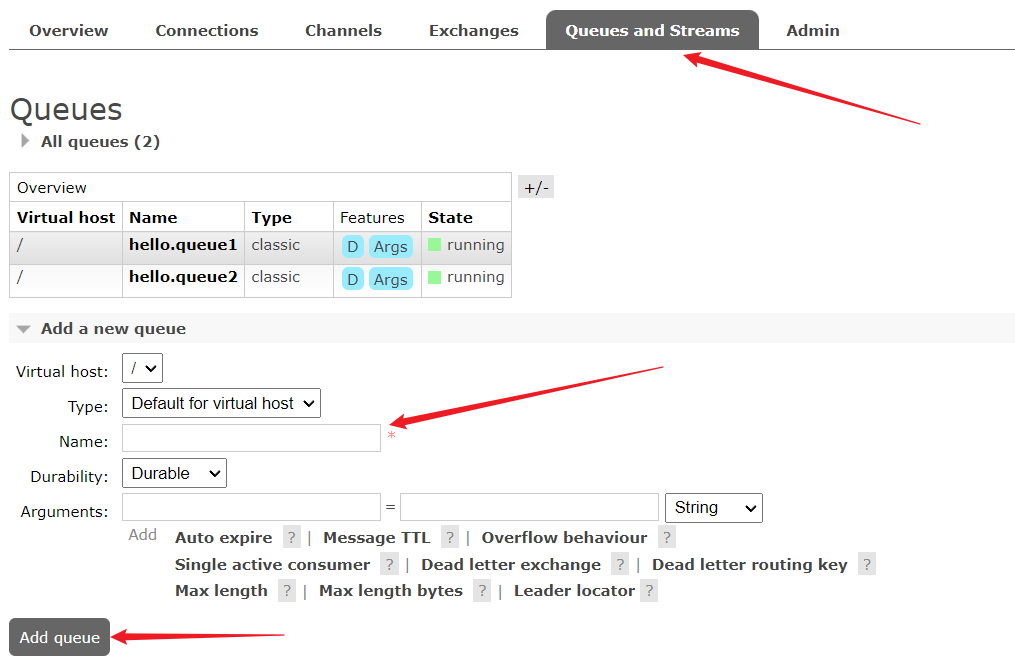 Overview Connections Channels Exchanges Queues and Streams Admin
Queues
All queues (2)
Overview +/-
Virtual host Name Type Features State
/ hello.queue1 classic D Args running
/ hello.queue2 classic D Args running
Add a new queue
Virtual host: /
Type: Default for virtual host
Name: *
Durability: Durable
Arguments: = String
Add Auto expire ? | Message TTL ? | Overflow behaviour ?
Single active consumer ? | Dead letter exchange ? | Dead letter routing key ?
Max length ? | Max length bytes ? | Leader locator ?
Add queue